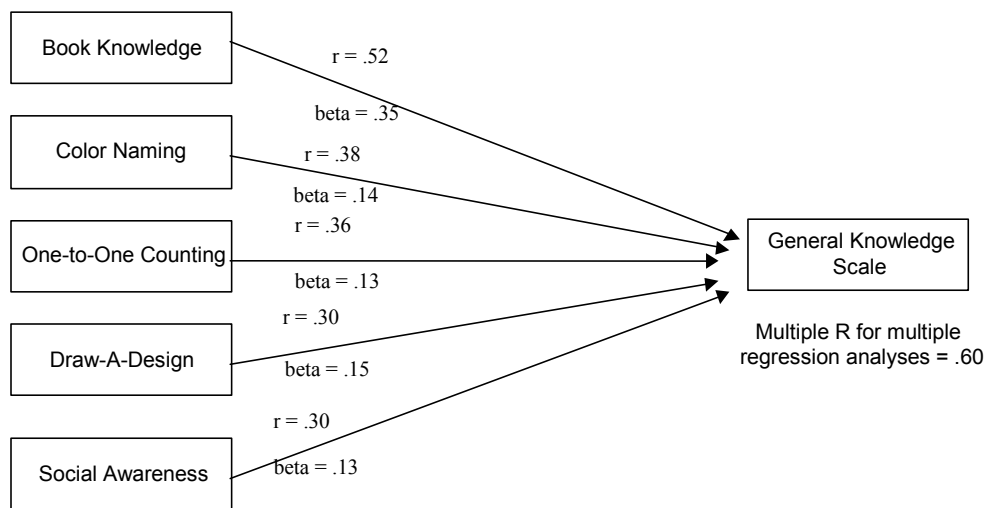 Book Knowledge
r = .52
beta = .35
Color Naming
r = .38
beta = .14
One-to-One Counting
r = .36
beta = .13
Draw-A-Design
r = .30
beta = .15
Social Awareness
r = .30
beta = .13
General Knowledge
Scale
Multiple R for multiple
regression analyses = .60